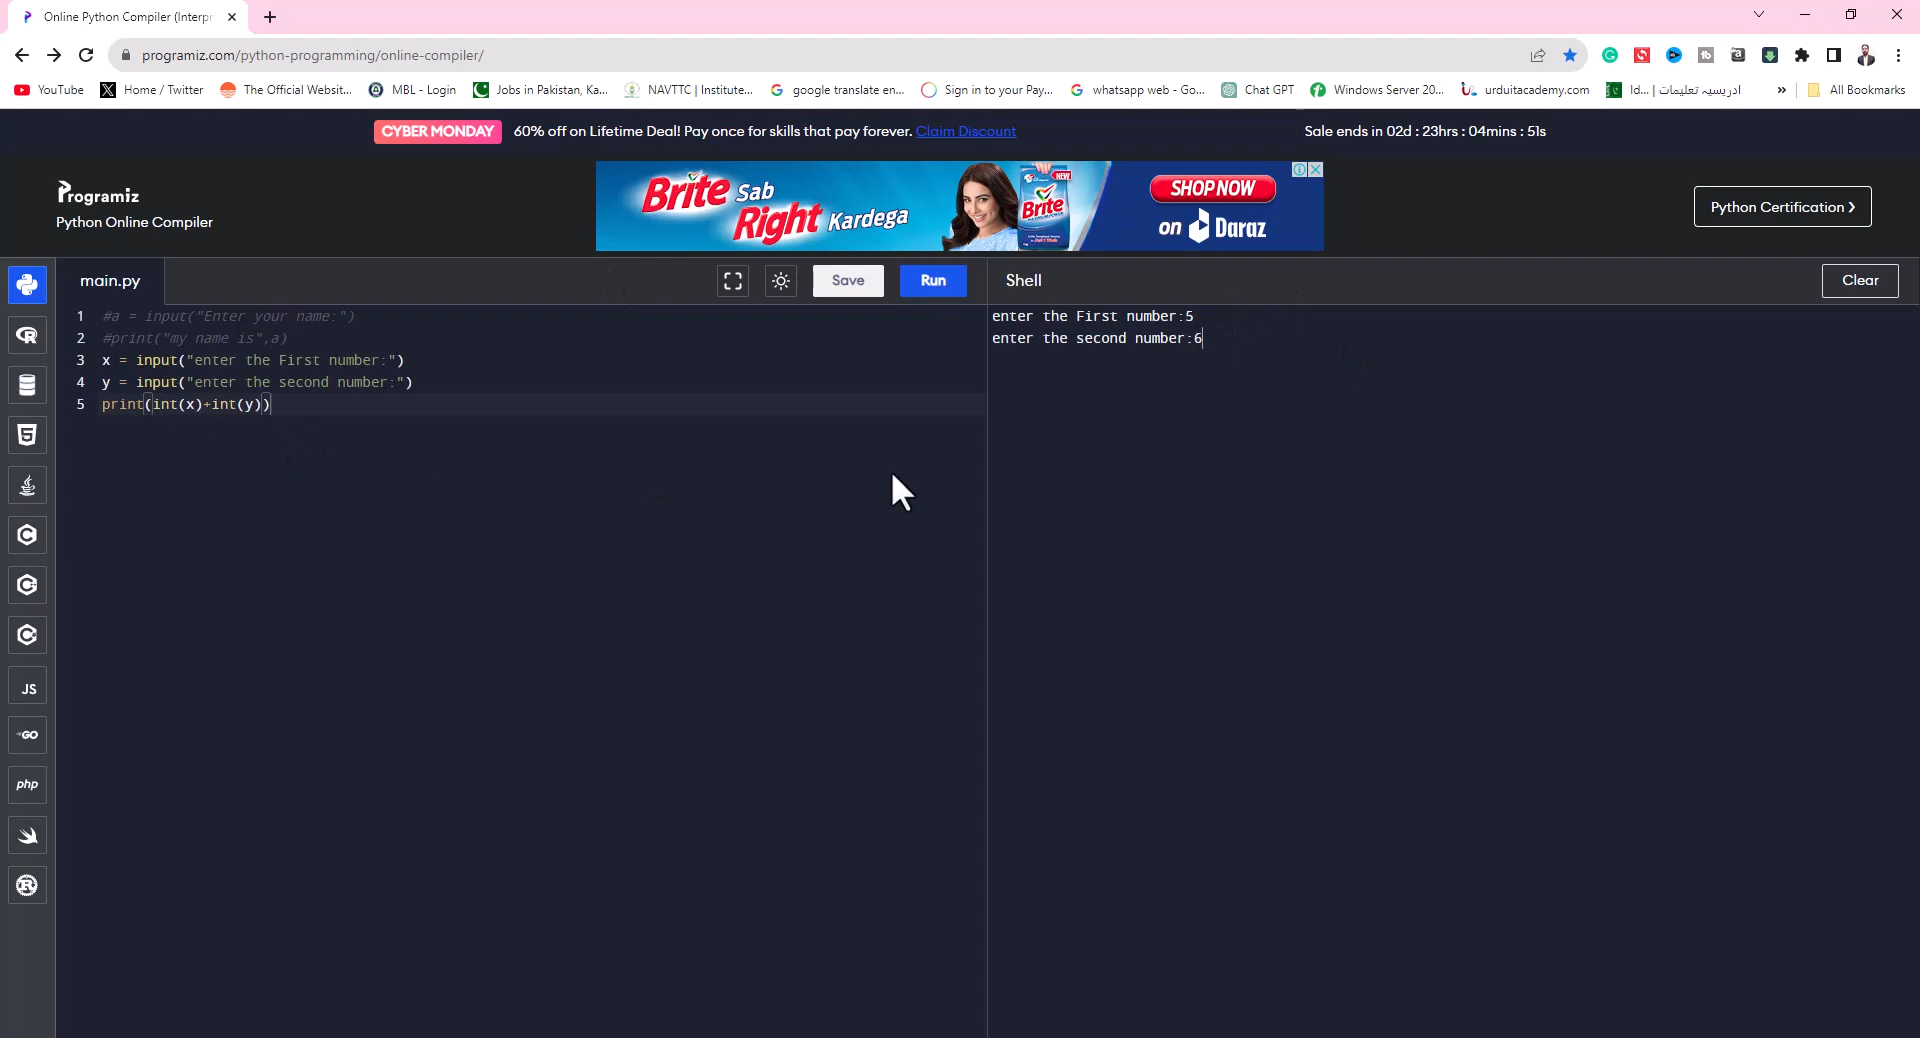 Online Python Compiler (Interpr
programiz.com/python-programming/online-compiler/
YouTube
Home / Twitter
The Official Websit...
MBL - Login
Jobs in Pakistan, Ka...
NAVTTC | Institute...
google translate en...
Sign in to your Pay...
whatsapp web - Go...
Chat GPT
Windows Server 20...
urduitacademy.com
Id... | ادریسیہ تعلیمات
»
All Bookmarks
CYBER MONDAY 60% off on Lifetime Deal! Pay once for skills that pay forever. Claim Discount
Sale ends in 02d : 23hrs : 04mins : 51s
Programiz
Python Online Compiler
Brite Sab
Right Kardega
NEW
Brite
SHOP NOW
on Daraz
Python Certification ❯
main.py
Save
Run
Shell
Clear
1 #a = input("Enter your name:")
2 #print("my name is",a)
3 x = input("enter the First number:")
4 y = input("enter the second number:")
5 print(int(x)+int(y))
enter the First number:5
enter the second number:6
JS
GO
php